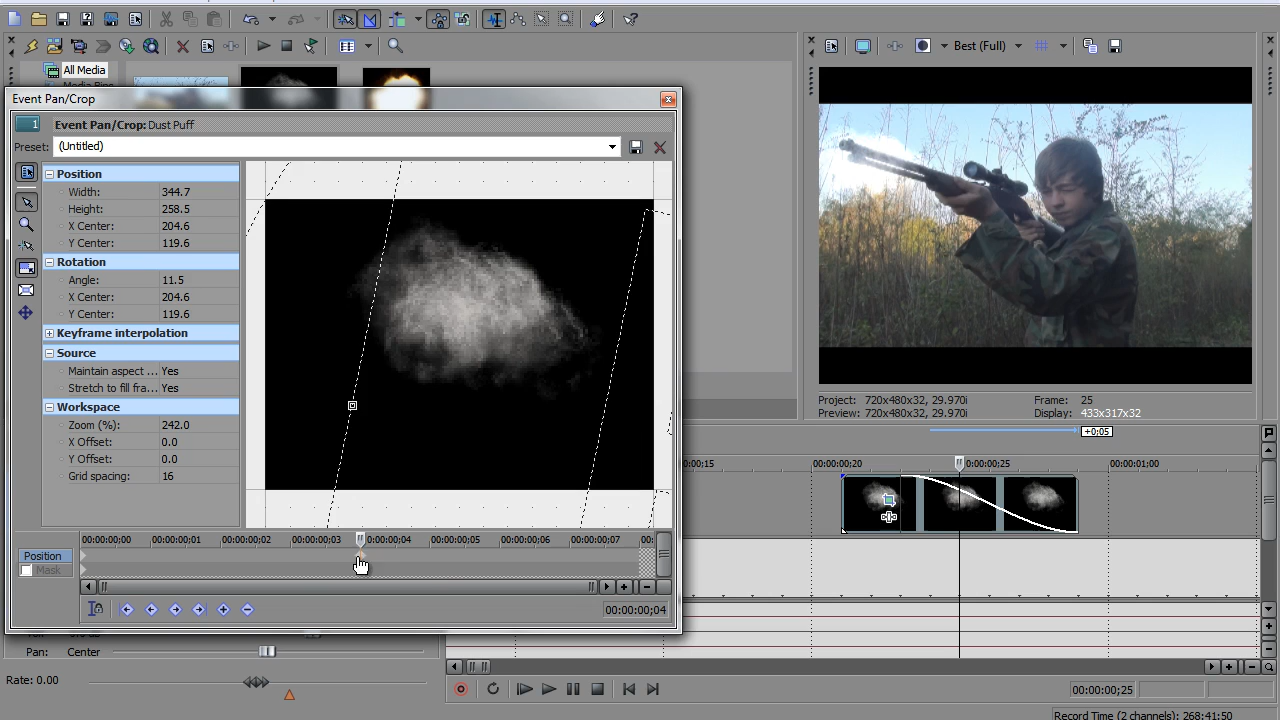 Best (Full)
All Media
Event Pan/Crop
1 Event Pan/Crop: Dust Puff
Preset: (Untitled)
Position
Width: 344.7
Height: 258.5
X Center: 204.6
Y Center: 119.6
Rotation
Angle: 11.5
X Center: 204.6
Y Center: 119.6
Keyframe interpolation
Source
Maintain aspect ... Yes
Stretch to fill fra... Yes
Workspace
Zoom (%): 242.0
X Offset: 0.0
Y Offset: 0.0
Grid spacing: 16
Project: 720x480x32, 29.970i Frame: 25
Preview: 720x480x32, 29.970i Display: 433x317x32
+0:05
00:00:00;20 00:00:00;25 00:00:01;00
00:00:00;00 00:00:00;01 00:00:00;02 00:00:00;03 00:00:00;04 00:00:00;05 00:00:00;06 00:00:00;07
Position
Mask
00:00:00;04
Pan: Center
Rate: 0.00
00:00:00;25
Record Time (2 channels): 268:41:50